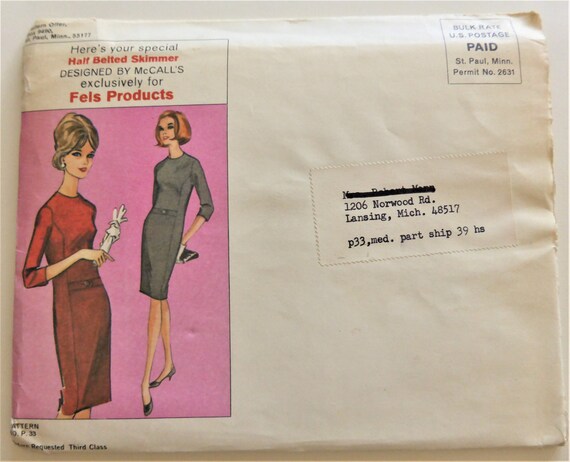 Paul, Minn., 55177
Here's your special
Half Belted Skimmer
DESIGNED BY McCALL'S
exclusively for
Fels Products
BULK-RATE
U.S. POSTAGE
PAID
St. Paul, Minn.
Permit No. 2631
1206 Norwood Rd.
Lansing, Mich. 48517
p33,med. part ship 39 hs
TTERN
O. P. 33
Requested Third Class